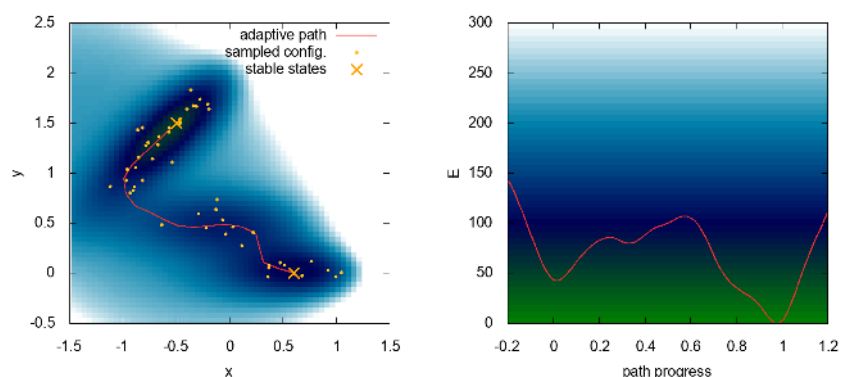 2.5
2
1.5
1
0.5
0
-0.5
-1.5 -1 -0.5 0 0.5 1 1.5
x
y
adaptive path
sampled config.
stable states
300
250
200
150
100
50
0
-0.2 0 0.2 0.4 0.6 0.8 1 1.2
path progress
E